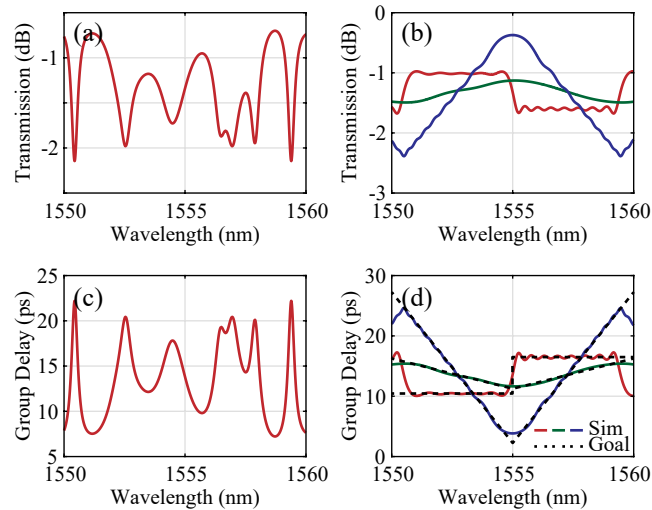 (a)
Transmission (dB)
-1
-2
1550
1555
1560
Wavelength (nm)
(b)
Transmission (dB)
0
-1
-2
-3
1550
1555
1560
Wavelength (nm)
(c)
Group Delay (ps)
25
20
15
10
5
1550
1555
1560
Wavelength (nm)
(d)
Group Delay (ps)
30
20
10
0
Sim
Goal
1550
1555
1560
Wavelength (nm)